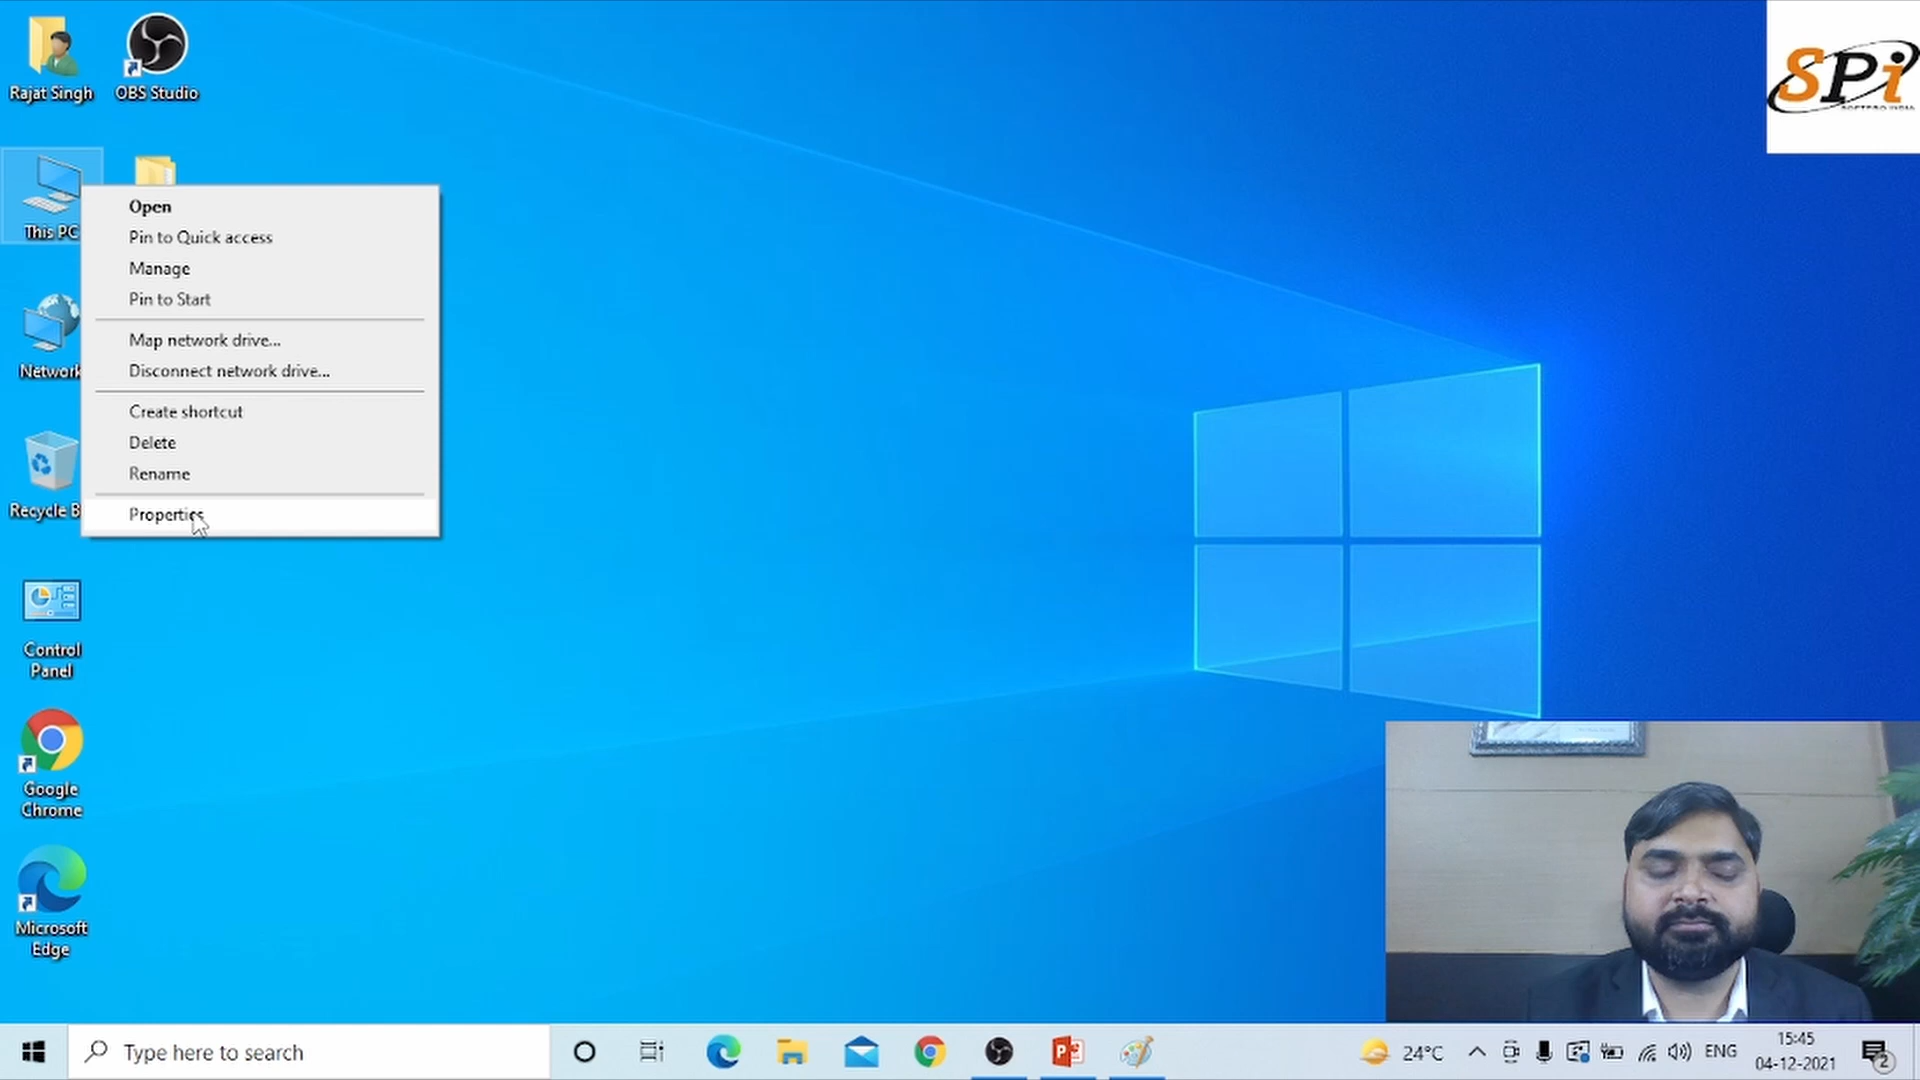 Rajat Singh
OBS Studio
SPi
This PC
Open
Pin to Quick access
Manage
Pin to Start
Map network drive...
Disconnect network drive...
Create shortcut
Delete
Rename
Properties
Network
Recycle B
Control
Panel
Google
Chrome
Microsoft
Edge
Type here to search
24°C
ENG
15:45
04-12-2021
2